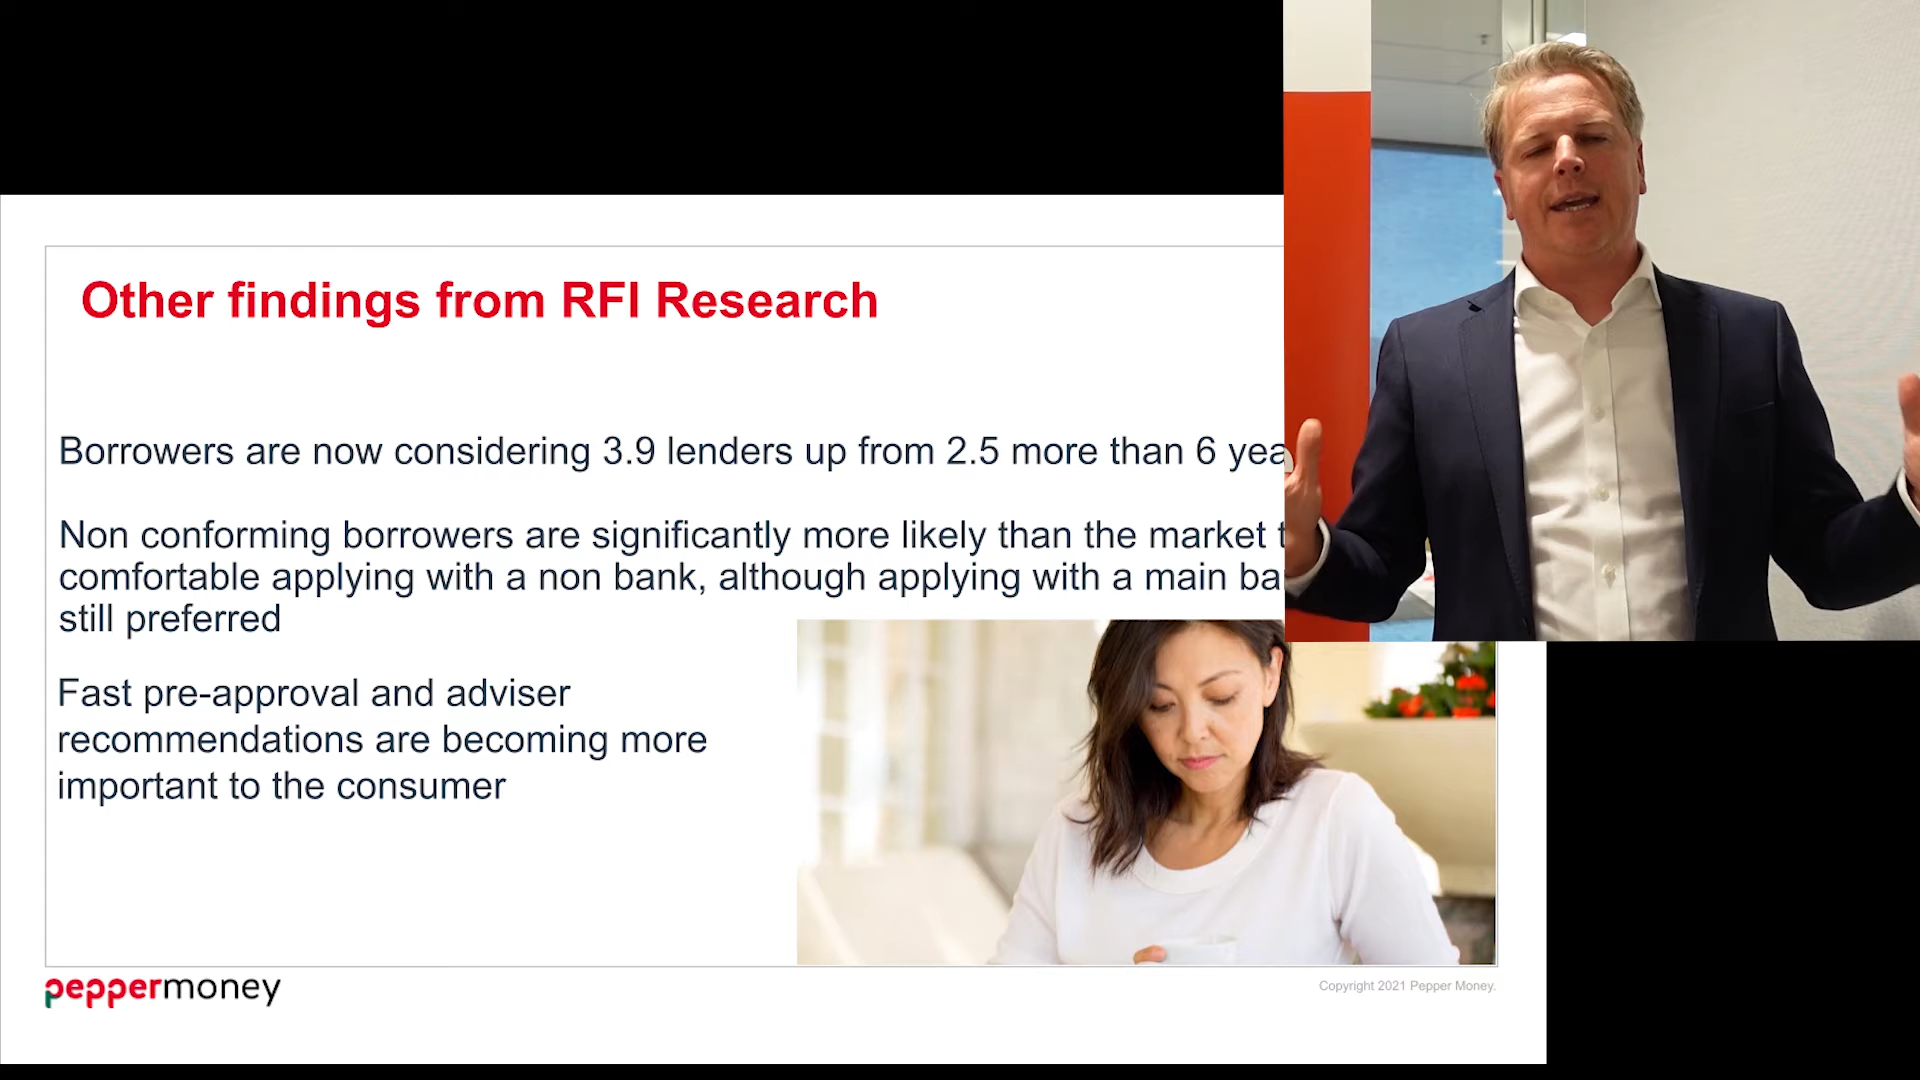 Other findings from RFI Research
Borrowers are now considering 3.9 lenders up from 2.5 more than 6
Non conforming borrowers are significantly more likely than the market
comfortable applying with a non bank, although applying with a main
still preferred
Fast pre-approval and adviser
recommendations are becoming more
important to the consumer
peppermoney
Copyright 2021 Pepper Money.